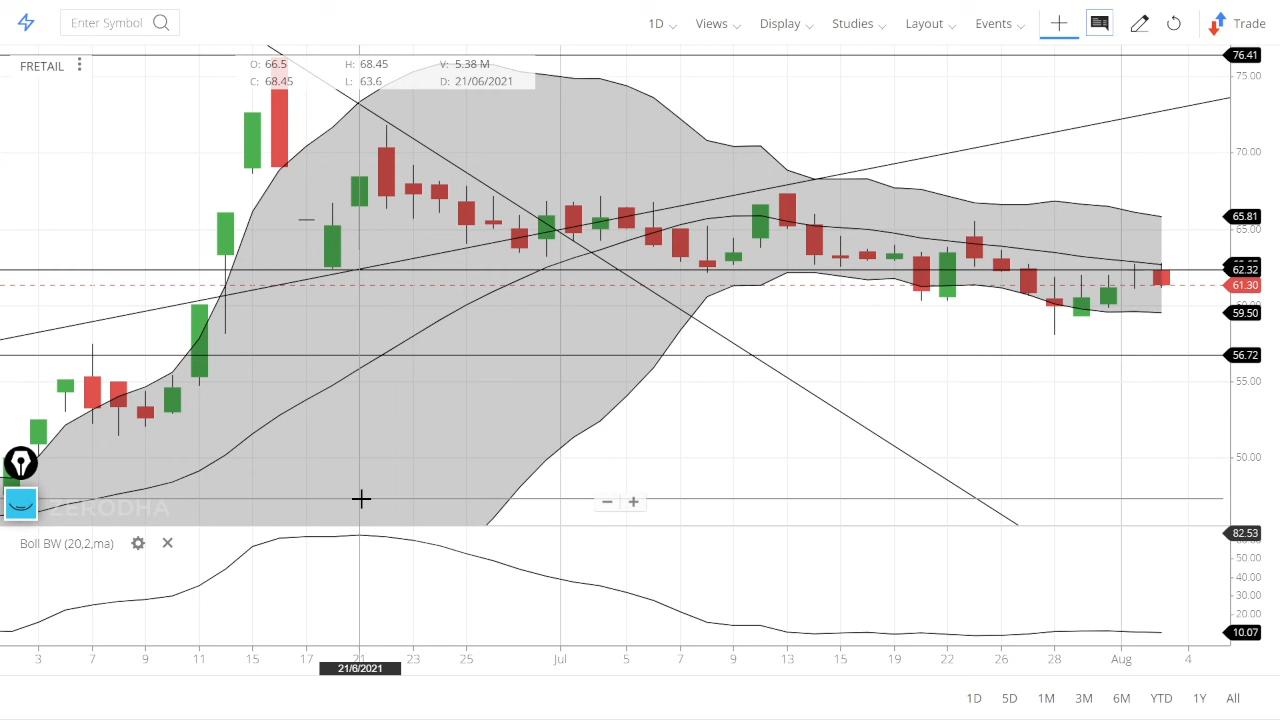 Enter Symbol
1D Views Display Studies Layout Events Trade
FRETAIL
O: 66.5 H: 68.45 V: 5.38 M
C: 68.45 L: 63.6 D: 21/06/2021
76.41
75.00
70.00
65.81
65.00
62.32
61.30
59.50
56.72
55.00
50.00
ZERODHA
Boll BW (20,2,ma)
82.53
50.00
40.00
30.00
20.00
10.07
3 7 9 11 15 17 21 23 25 Jul 5 7 9 13 15 19 22 26 28 Aug 4
21/6/2021
1D 5D 1M 3M 6M YTD 1Y All